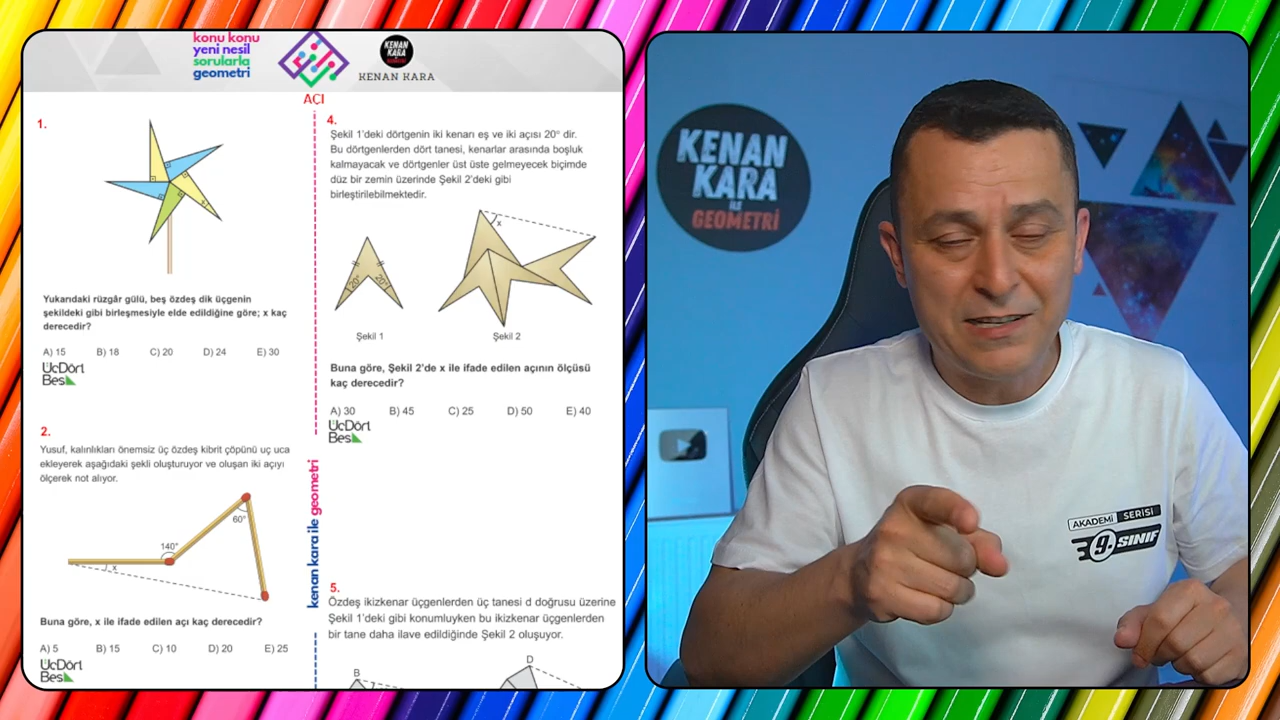 konu konu
yeni nesil
sorularla
geometri
KENAN
KARA
GEOMETRİ
KENAN KARA
AÇI
1.
Yukarıdaki rüzgâr gülü, beş özdeş dik üçgenin
şekildeki gibi birleşmesiyle elde edildiğine göre; x kaç
derecedir?
A) 15 B) 18 C) 20 D) 24 E) 30
ÜçDört
Beş
2.
Yusuf, kalınlıkları önemsiz üç özdeş kibrit çöpünü uç uca
ekleyerek aşağıdaki şekli oluşturuyor ve oluşan iki açıyı
ölçerek not alıyor.
60°
140°
x
Buna göre, x ile ifade edilen açı kaç derecedir?
A) 5 B) 15 C) 10 D) 20 E) 25
ÜçDört
Beş
kenan kara ile geometri
4.
Şekil 1'deki dörtgenin iki kenarı eş ve iki açısı 20° dir.
Bu dörtgenlerden dört tanesi, kenarlar arasında boşluk
kalmayacak ve dörtgenler üst üste gelmeyecek biçimde
düz bir zemin üzerinde Şekil 2'deki gibi
birleştirilebilmektedir.
x
20° 20°
Şekil 1 Şekil 2
Buna göre, Şekil 2'de x ile ifade edilen açının ölçüsü
kaç derecedir?
A) 30 B) 45 C) 25 D) 50 E) 40
ÜçDört
Beş
5.
Özdeş ikizkenar üçgenlerden üç tanesi d doğrusu üzerine
Şekil 1'deki gibi konumluyken bu ikizkenar üçgenlerden
bir tane daha ilave edildiğinde Şekil 2 oluşuyor.
B D
KENAN
KARA
İLE
GEOMETRİ
AKADEMİ SERİSİ
9. SINIF